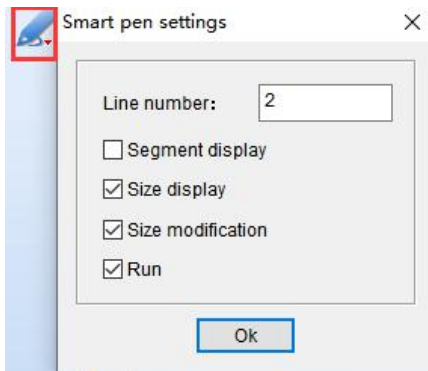 Smart pen settings
Line number: 2
Segment display
Size display
Size modification
Run
Ok